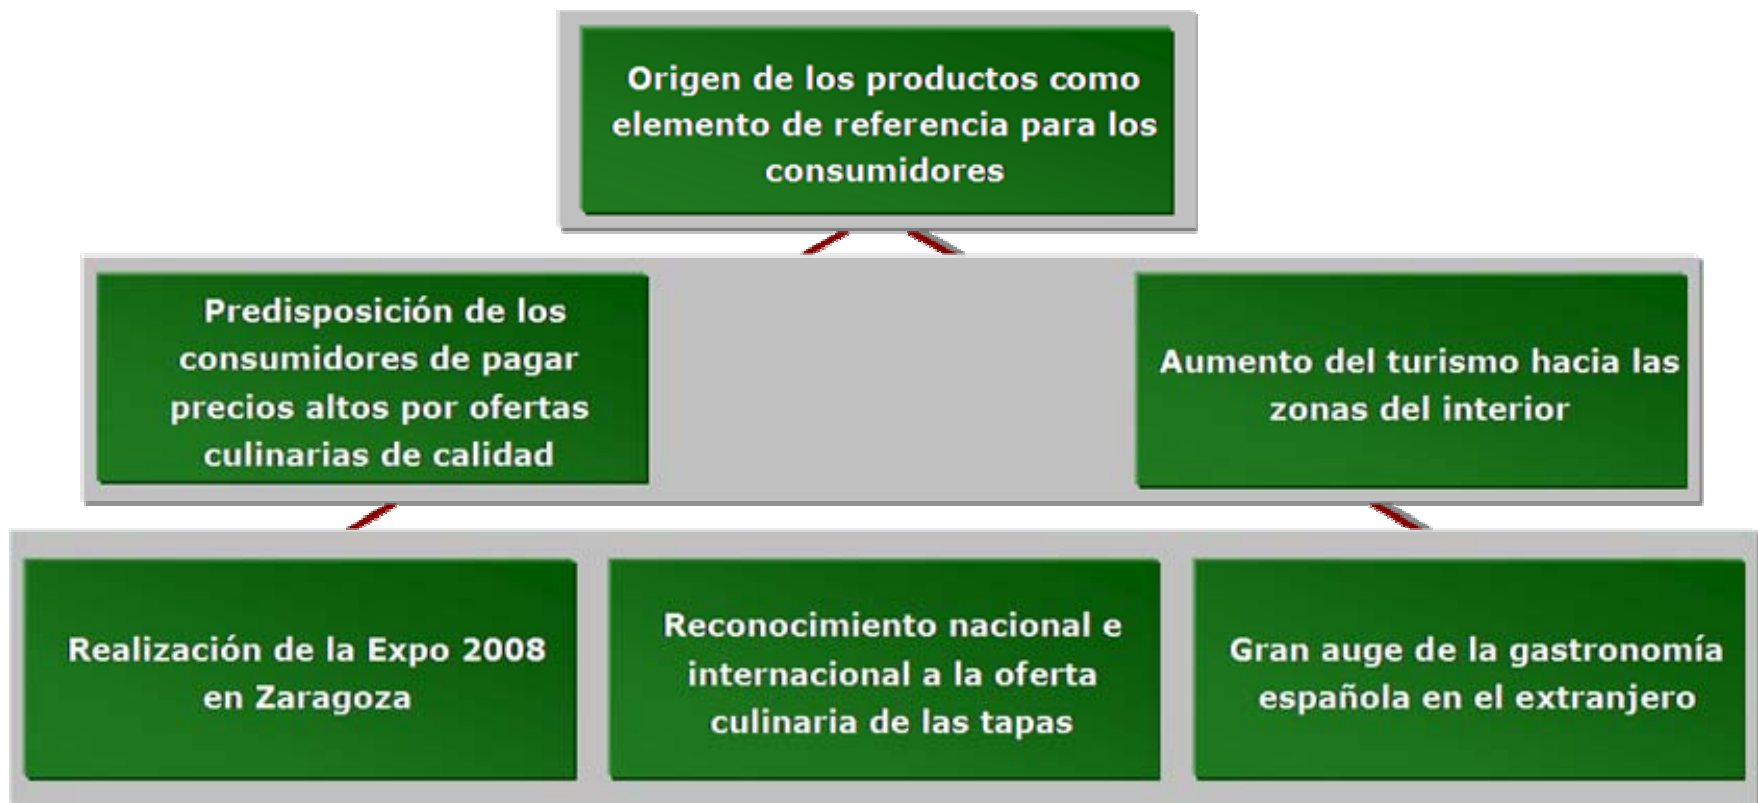 Origen de los productos como
elemento de referencia para los
consumidores
Predisposición de los
consumidores de pagar
precios altos por ofertas
culinarias de calidad
Aumento del turismo hacia las
zonas del interior
Realización de la Expo 2008
en Zaragoza
Reconocimiento nacional e
internacional a la oferta
culinaria de las tapas
Gran auge de la gastronomía
española en el extranjero